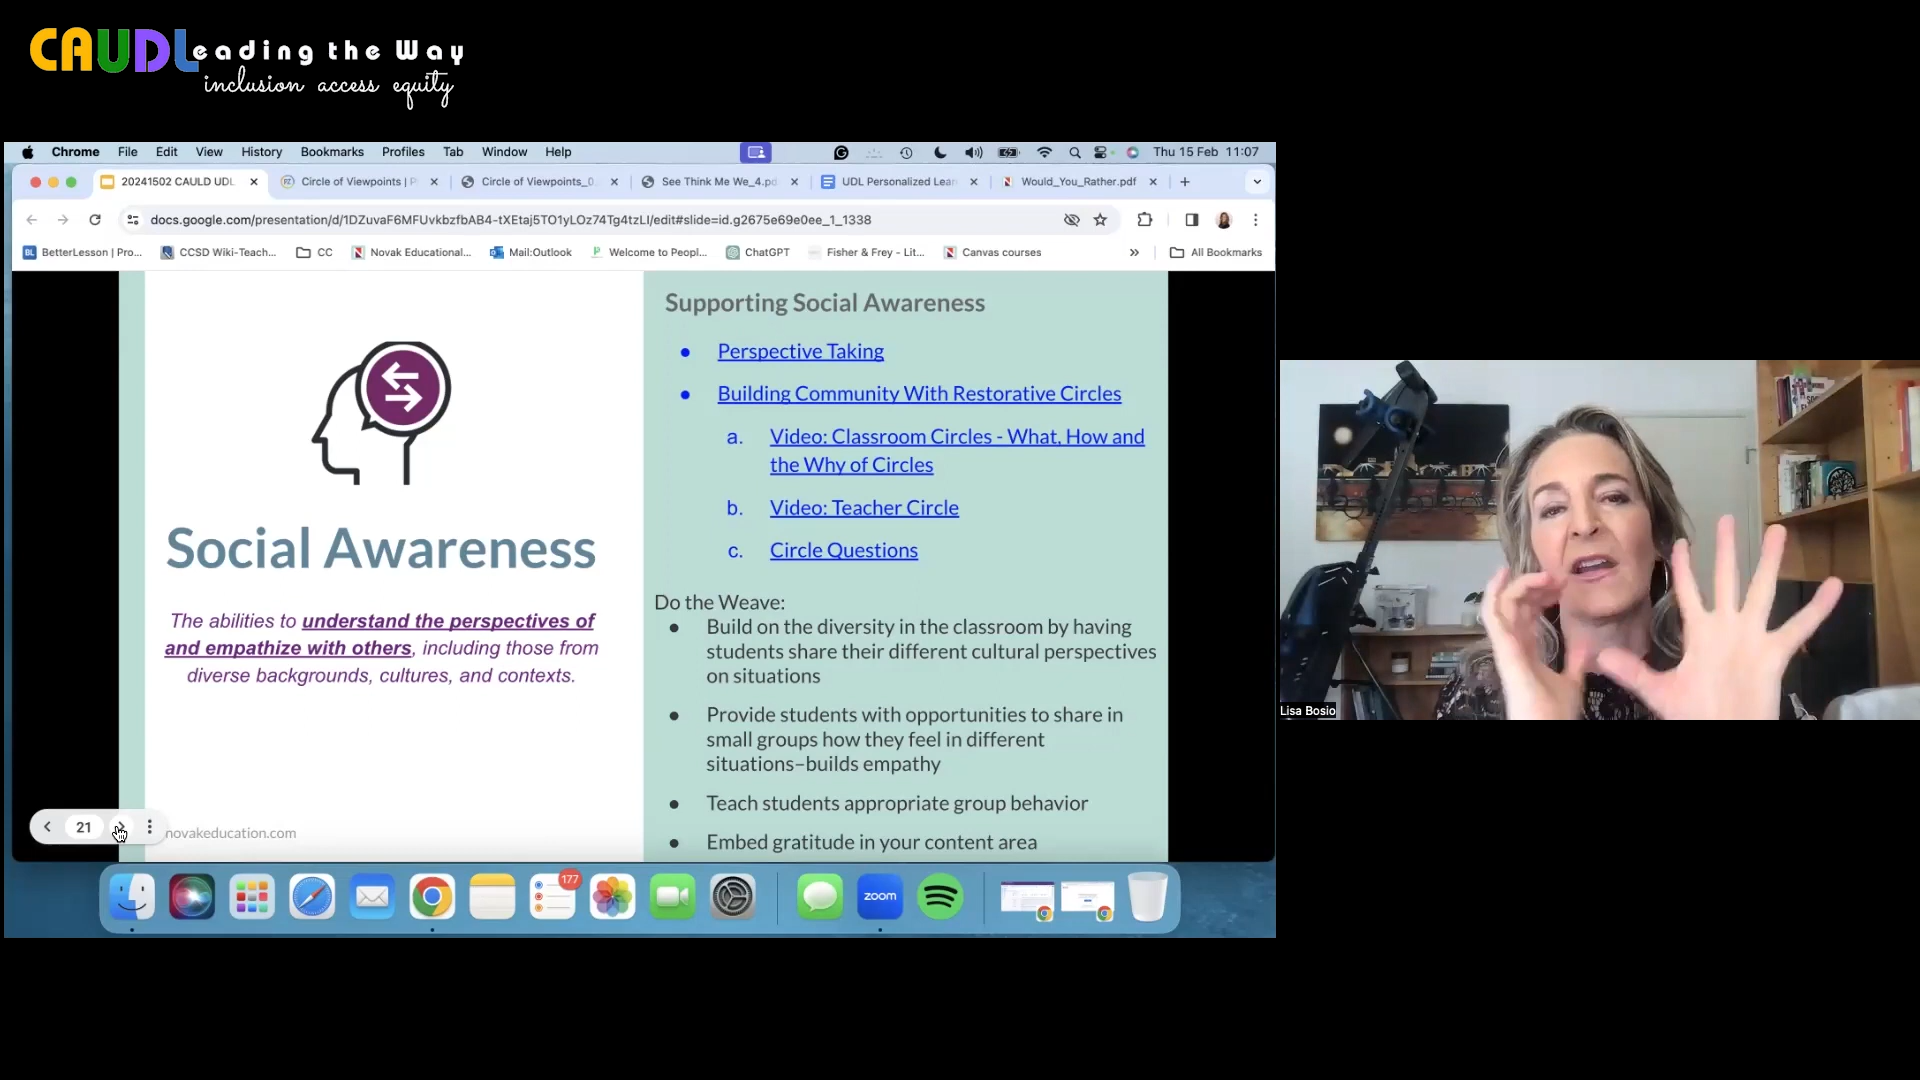 CAUDLeading the Way
inclusion access equity
Chrome File Edit View History Bookmarks Profiles Tab Window Help Thu 15 Feb 11:07
20241502 CAULD UDL Circle of Viewpoints | P Circle of Viewpoints_0 See Think Me We_4.pd UDL Personalized Lear Would_You_Rather.pdf
docs.google.com/presentation/d/1DZuvaF6MFUvkbzfbAB4-tXEtaj5TO1yLOz74Tg4tzLI/edit#slide=id.g2675e69e0ee_1_1338
BL BetterLesson | Pro... CCSD Wiki-Teach... CC Novak Educational... Mail:Outlook Welcome to Peopl... ChatGPT Fisher & Frey - Lit... Canvas courses » All Bookmarks
Social Awareness
The abilities to understand the perspectives of
and empathize with others, including those from
diverse backgrounds, cultures, and contexts.
21
novakeducation.com
Supporting Social Awareness
● Perspective Taking
● Building Community With Restorative Circles
a. Video: Classroom Circles - What, How and
the Why of Circles
b. Video: Teacher Circle
c. Circle Questions
Do the Weave:
● Build on the diversity in the classroom by having
students share their different cultural perspectives
on situations
● Provide students with opportunities to share in
small groups how they feel in different
situations–builds empathy
● Teach students appropriate group behavior
● Embed gratitude in your content area
177
zoom
Lisa Bosio